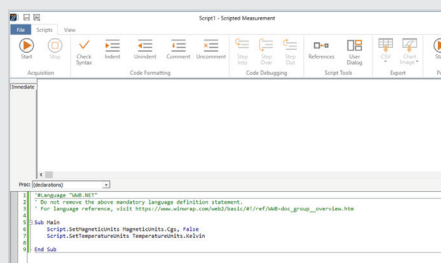 Script1 - Scripted Measurement
File Scripts View
Start Stop Check Syntax Indent Unindent Comment Uncomment Step Into Step Over Step Out References User Dialog CSV Chart Image
Acquisition Code Formatting Code Debugging Script Tools Export
Immediate
Proc: (declarations)
1 '#Language "WWB.NET"
2 ' Do not remove the above mandatory language definition statement.
3 ' For language reference, visit https://www.winwrap.com/web2/basic/#!/ref/WWB-doc_group__overview.htm
4
5 Sub Main
6 Script.SetMagneticUnits MagneticUnits.Cgs, False
7 Script.SetTemperatureUnits TemperatureUnits.Kelvin
8
9 End Sub